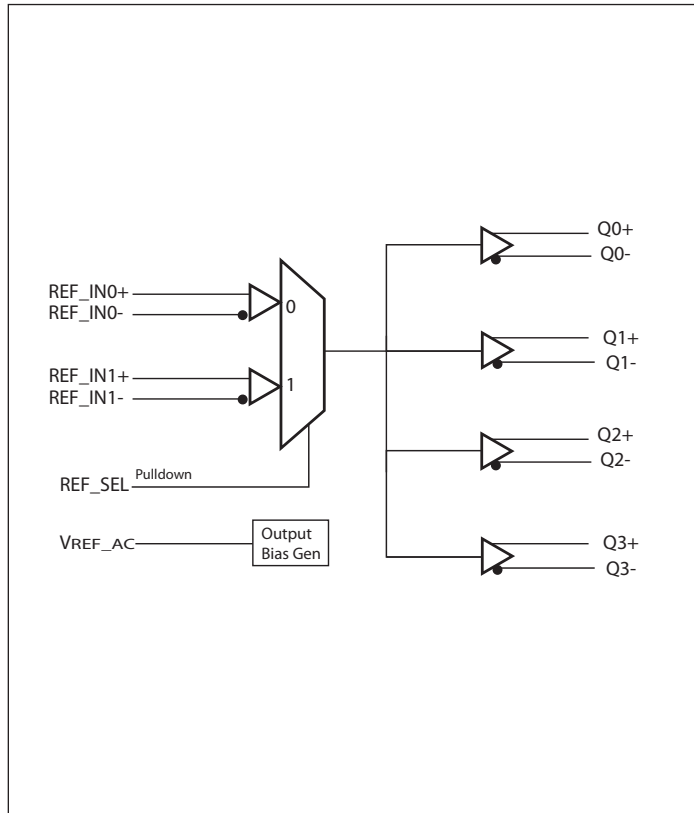 REF_IN0+
REF_IN0-
0
REF_IN1+
REF_IN1-
1
REF_SEL
Pulldown
VREF_AC
Output
Bias Gen
Q0+
Q0-
Q1+
Q1-
Q2+
Q2-
Q3+
Q3-